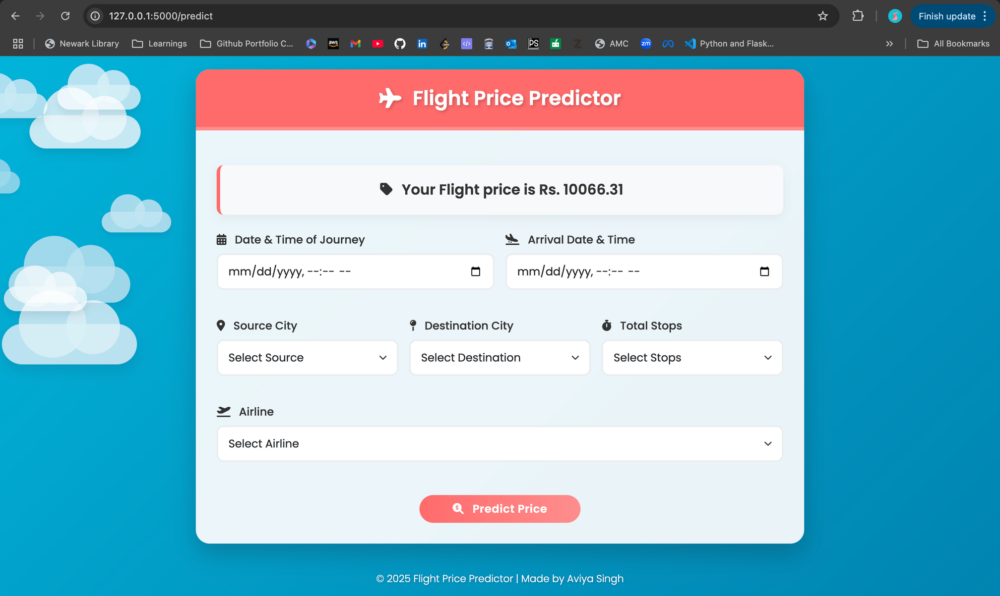 127.0.0.1:5000/predict
Finish update
Newark Library
Learnings
Github Portfolio C...
aws
</>
PS
Z
AMC
zm
Python and Flask...
All Bookmarks
Flight Price Predictor
Your Flight price is Rs. 10066.31
Date & Time of Journey
Arrival Date & Time
mm/dd/yyyy, --:-- --
mm/dd/yyyy, --:-- --
Source City
Destination City
Total Stops
Select Source
Select Destination
Select Stops
Airline
Select Airline
Predict Price
© 2025 Flight Price Predictor | Made by Aviya Singh